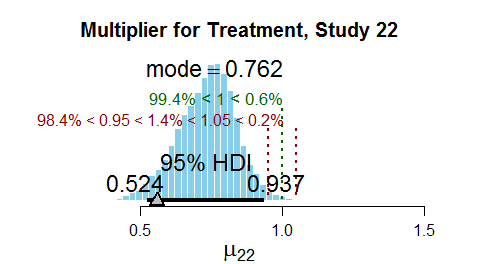 Multiplier for Treatment, Study 22
mode = 0.762
99.4% < 1 < 0.6%
98.4% < 0.95 < 1.4% < 1.05 < 0.2%
95% HDI
0.524 0.937
0.5 1.0 1.5
μ22